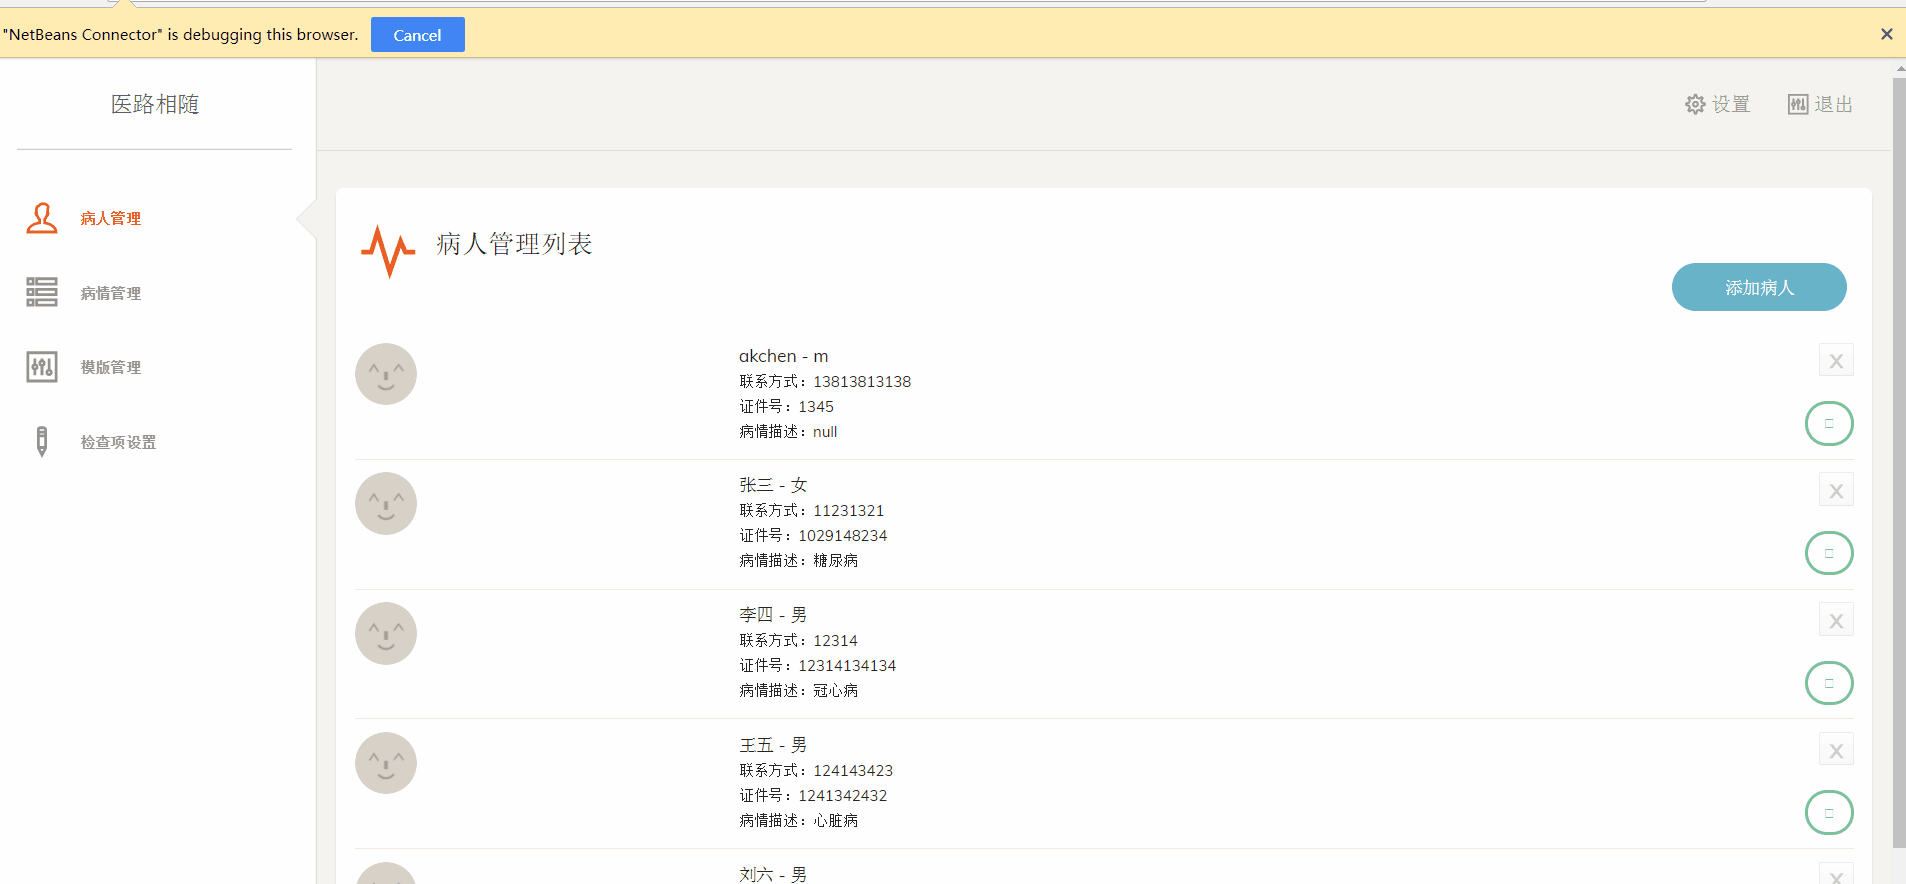 "NetBeans Connector" is debugging this browser.
Cancel
医路相随
设置
退出
病人管理
病情管理
模版管理
检查项设置
病人管理列表
添加病人
akchen - m
联系方式：13813813138
证件号：1345
病情描述：null
X
张三 - 女
联系方式：11231321
证件号：1029148234
病情描述：糖尿病
X
李四 - 男
联系方式：12314
证件号：12314134134
病情描述：冠心病
X
王五 - 男
联系方式：124143423
证件号：1241342432
病情描述：心脏病
X
刘六 - 男
X